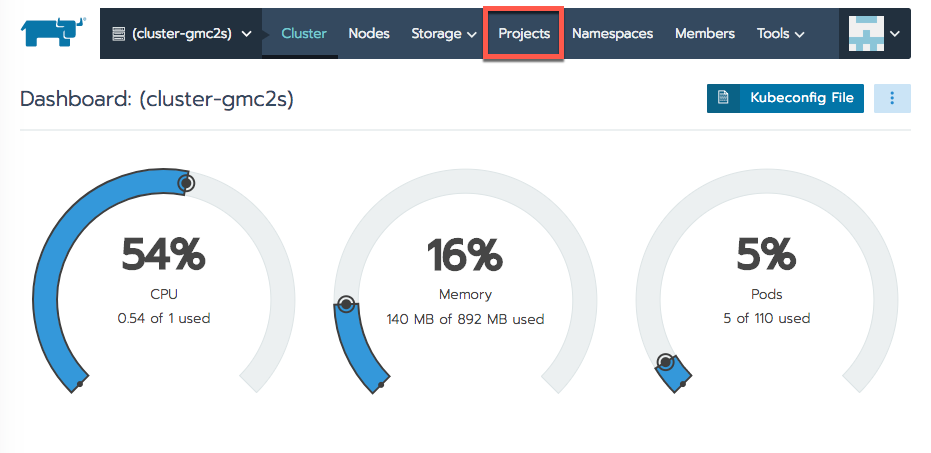 (cluster-gmc2s) Cluster Nodes Storage Projects Namespaces Members Tools
Dashboard: (cluster-gmc2s) Kubeconfig File
54% 16% 5%
CPU Memory Pods
0.54 of 1 used 140 MB of 892 MB used 5 of 110 used